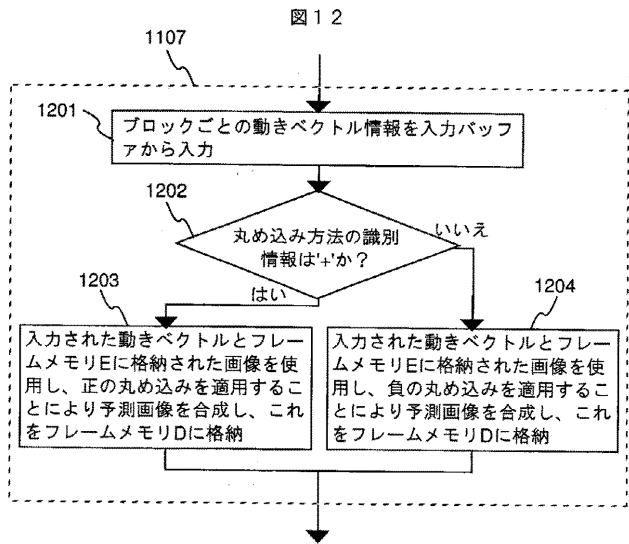 図１２
1107
1201
ブロックごとの動きベクトル情報を入力バッフ
ァから入力
1202
丸め込み方法の識別
情報は'+'か？
いいえ
はい
1203
入力された動きベクトルとフレー
ムメモリEに格納された画像を使
用し、正の丸め込みを適用するこ
とにより予測画像を合成し、これ
をフレームメモリDに格納
1204
入力された動きベクトルとフレー
ムメモリEに格納された画像を使
用し、負の丸め込みを適用するこ
とにより予測画像を合成し、これ
をフレームメモリDに格納